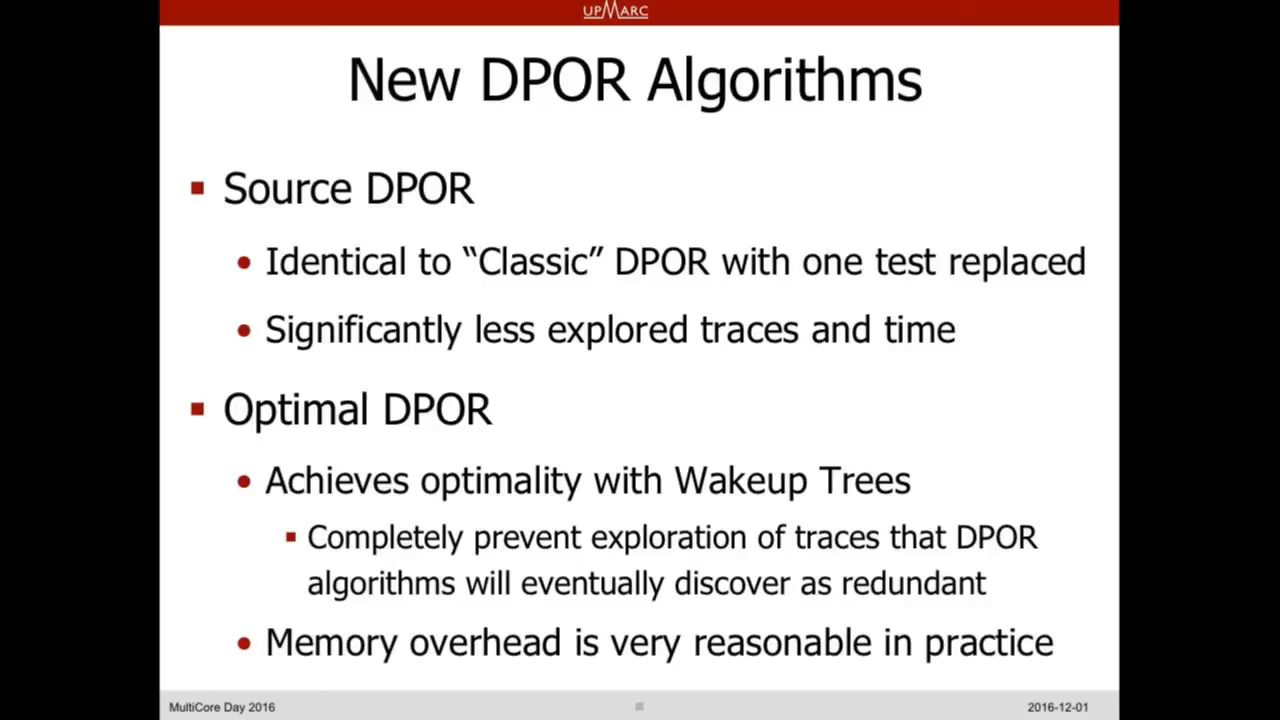 UPMARC
New DPOR Algorithms
Source DPOR
Identical to “Classic” DPOR with one test replaced
Significantly less explored traces and time
Optimal DPOR
Achieves optimality with Wakeup Trees
Completely prevent exploration of traces that DPOR
algorithms will eventually discover as redundant
Memory overhead is very reasonable in practice
MultiCore Day 2016
2016-12-01